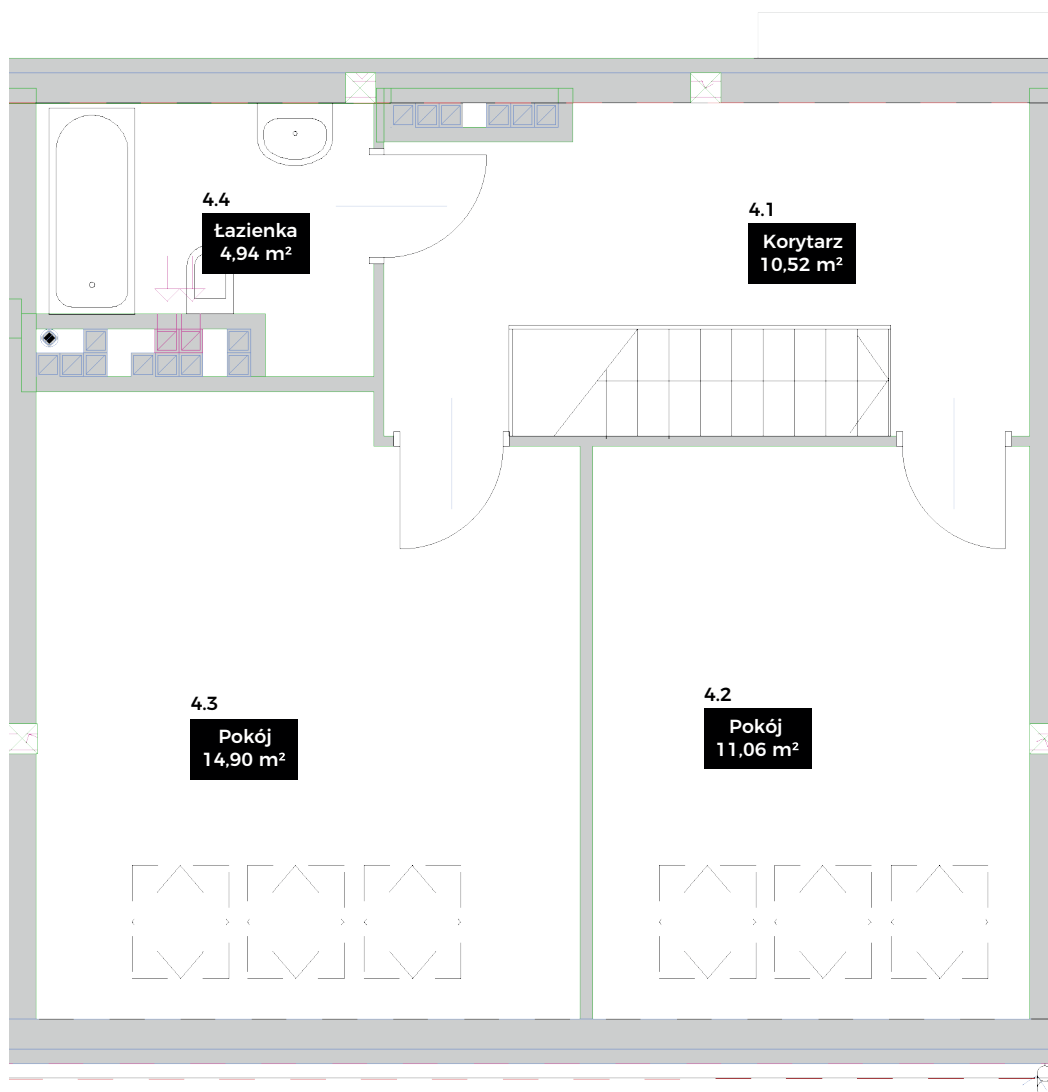 4.4
Łazienka
4,94 m²
4.1
Korytarz
10,52 m²
4.3
Pokój
14,90 m²
4.2
Pokój
11,06 m²